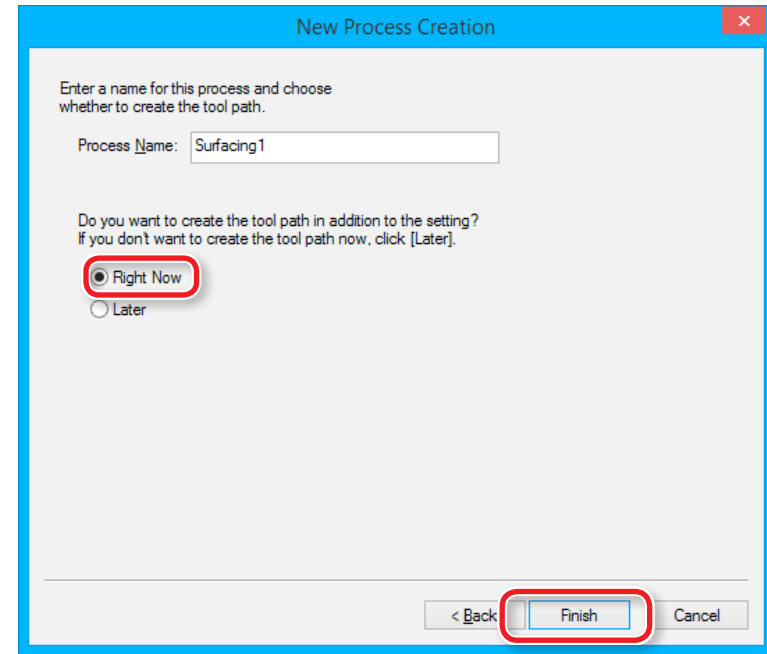 New Process Creation
Enter a name for this process and choose
whether to create the tool path.
Process Name: Surfacing1
Do you want to create the tool path in addition to the setting?
If you don't want to create the tool path now, click [Later].
Right Now
Later
< Back Finish Cancel